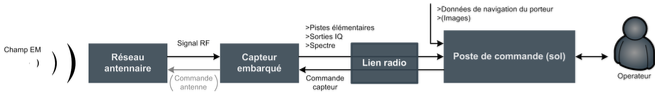 Champ EM
Réseau
antennaire
Signal RF
(Commande
antenne)
Capteur
embarqué
>Pistes élémentaires
>Sorties IQ
>Spectre
Commande
capteur
Lien radio
>Données de navigation du porteur
>(Images)
Poste de commande (sol)
Operateur